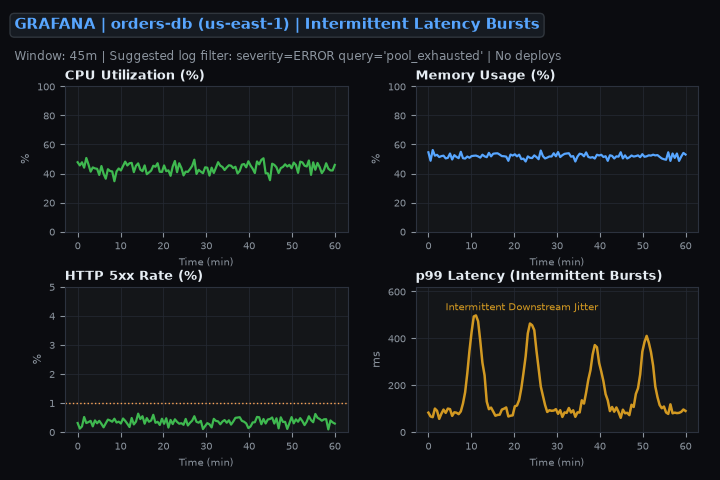 GRAFANA | orders-db (us-east-1) | Intermittent Latency Bursts
Window: 45m | Suggested log filter: severity=ERROR query='pool_exhausted' | No deploys
CPU Utilization (%)
100
80
60
40
20
0
%
0 10 20 30 40 50 60
Time (min)
Memory Usage (%)
100
80
60
40
20
0
%
0 10 20 30 40 50 60
Time (min)
HTTP 5xx Rate (%)
5
4
3
2
1
0
%
0 10 20 30 40 50 60
Time (min)
p99 Latency (Intermittent Bursts)
Intermittent Downstream Jitter
600
400
200
0
ms
0 10 20 30 40 50 60
Time (min)